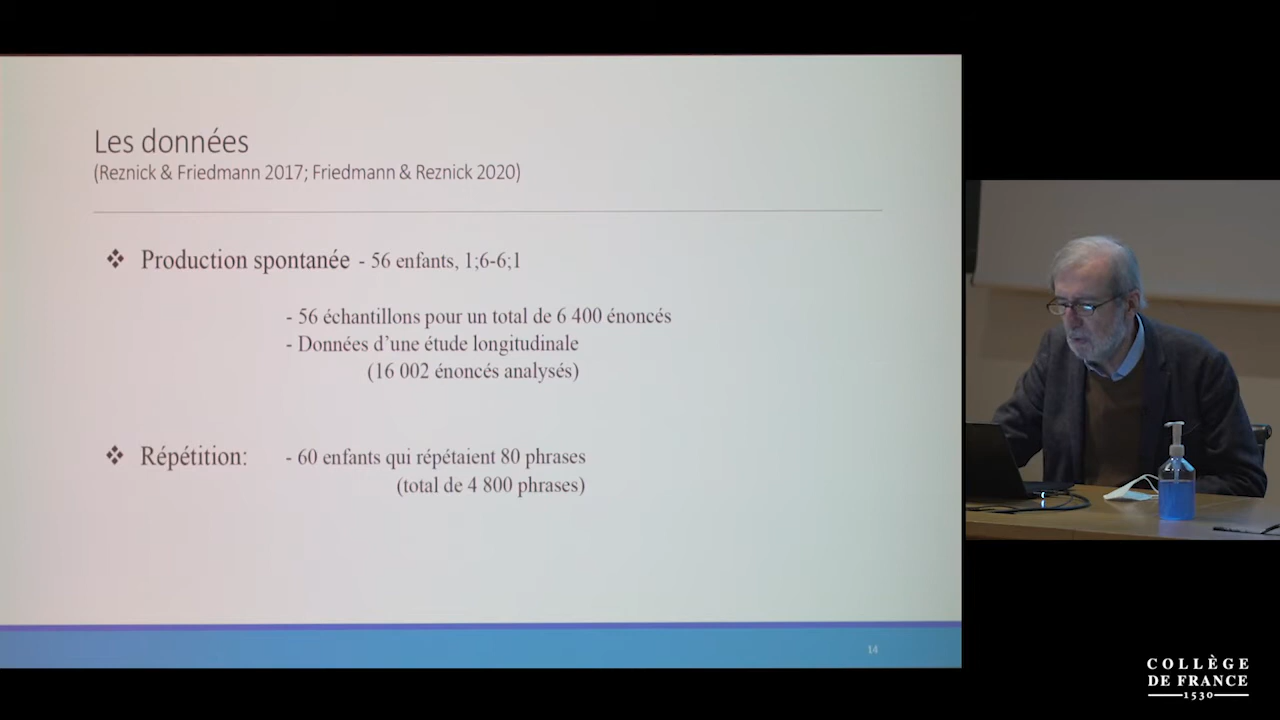 Les données
(Reznick & Friedmann 2017; Friedmann & Reznick 2020)
❖ Production spontanée - 56 enfants, 1;6-6;1
- 56 échantillons pour un total de 6 400 énoncés
- Données d’une étude longitudinale
(16 002 énoncés analysés)
❖ Répétition: - 60 enfants qui répétaient 80 phrases
(total de 4 800 phrases)
14
COLLÈGE
DE FRANCE
1530